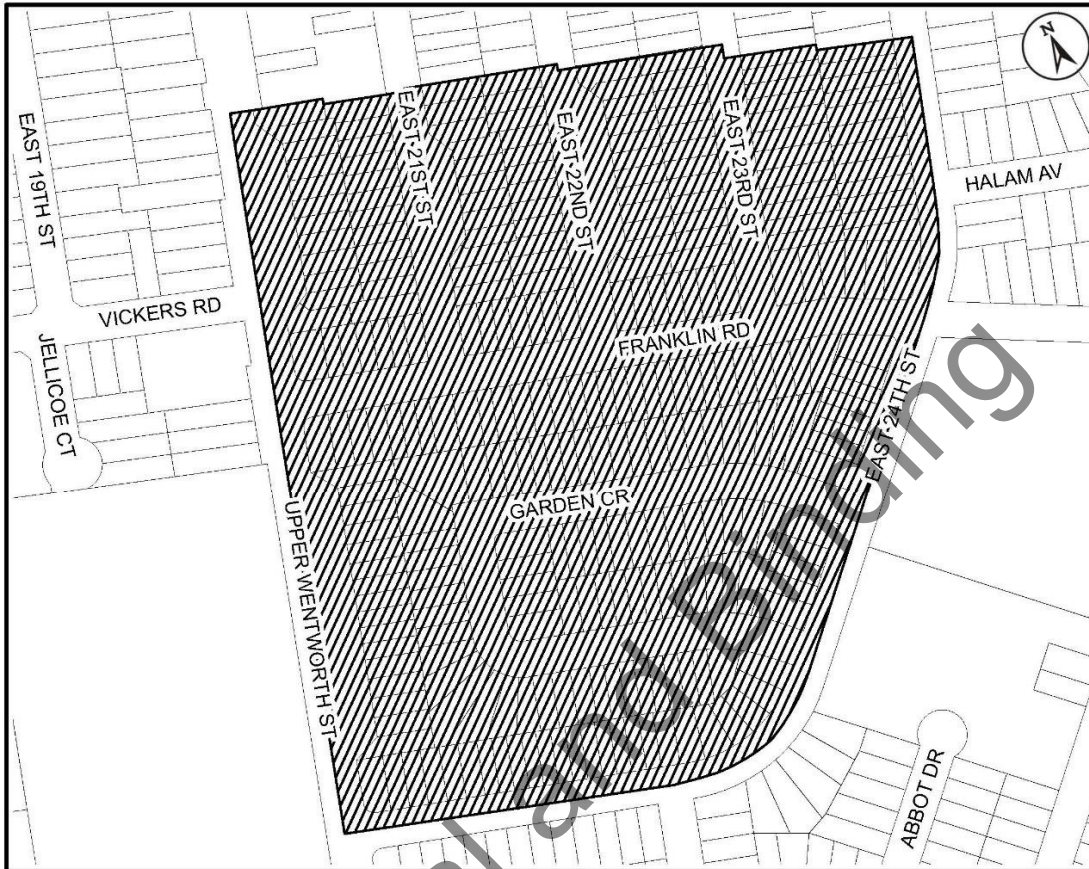 N
EAST 19TH ST
EAST 21ST ST
EAST 22ND ST
EAST 23RD ST
HALAM AV
VICKERS RD
JELLICOE CT
FRANKLIN RD
EAST 24TH ST
GARDEN CR
UPPER WENTWORTH ST
ABBOT DR
and Binding